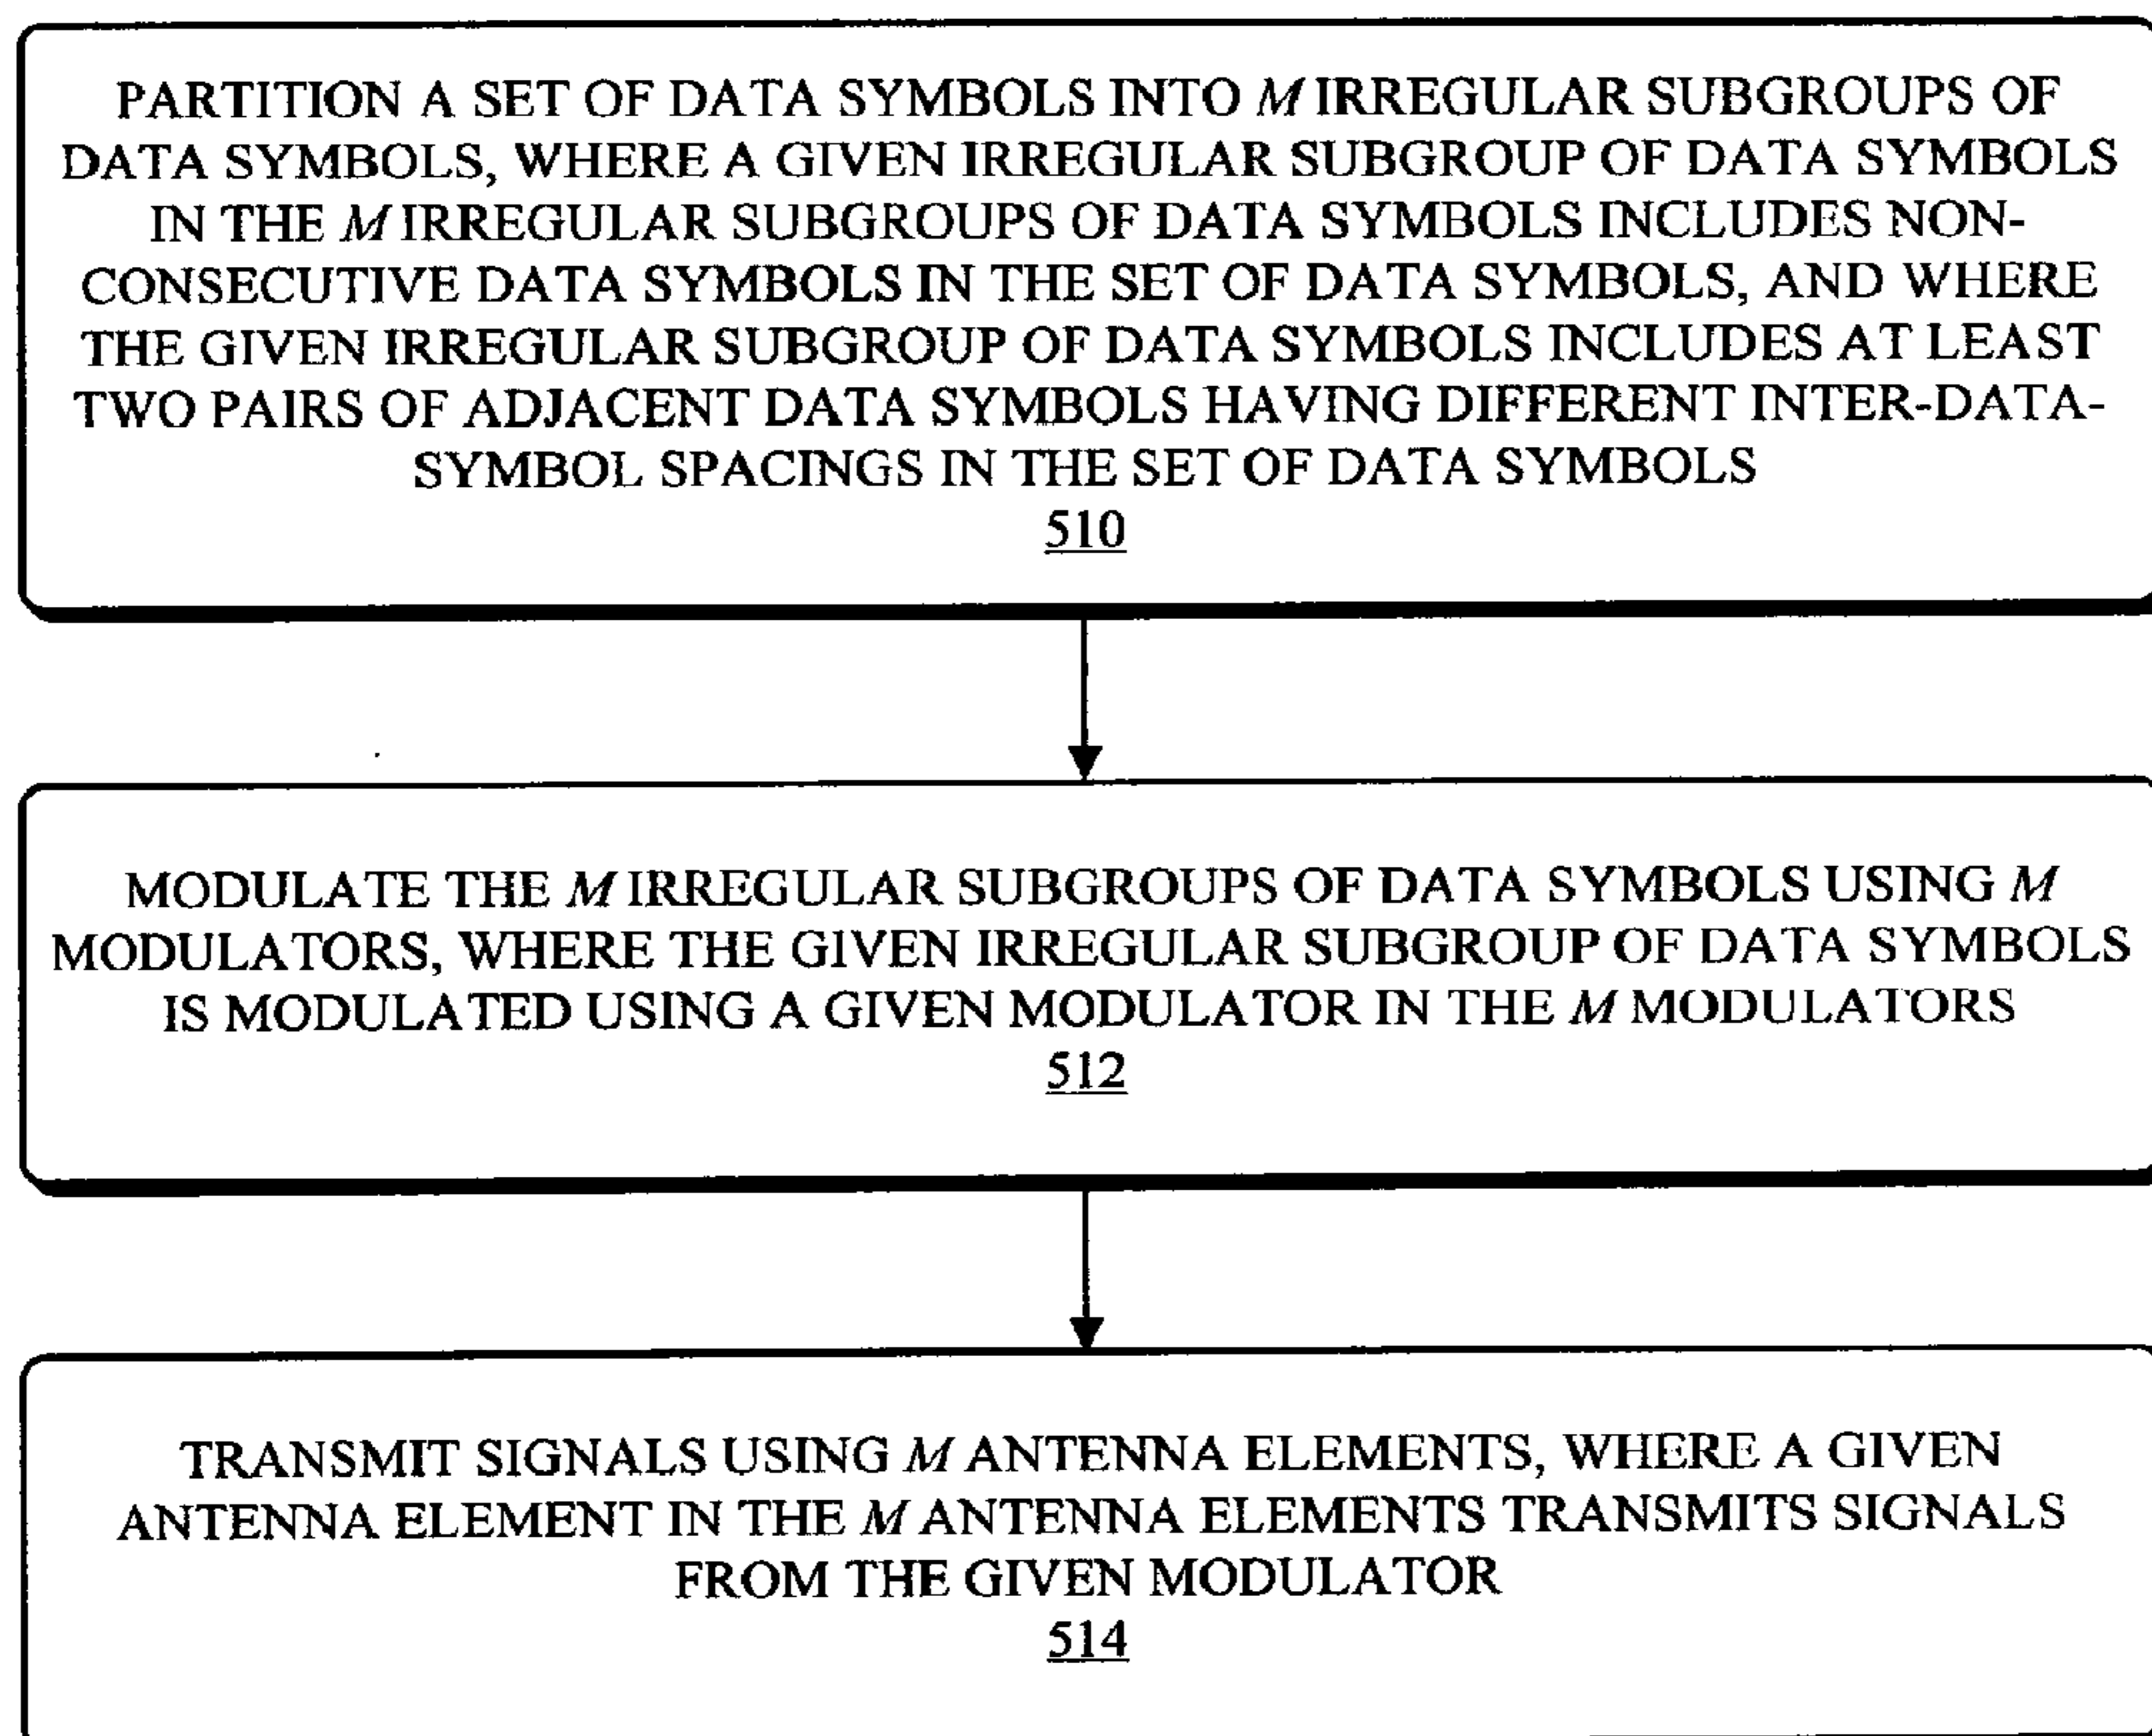 PARTITION A SET OF DATA SYMBOLS INTO M IRREGULAR SUBGROUPS OF
DATA SYMBOLS, WHERE A GIVEN IRREGULAR SUBGROUP OF DATA SYMBOLS
IN THE M IRREGULAR SUBGROUPS OF DATA SYMBOLS INCLUDES NON-
CONSECUTIVE DATA SYMBOLS IN THE SET OF DATA SYMBOLS, AND WHERE
THE GIVEN IRREGULAR SUBGROUP OF DATA SYMBOLS INCLUDES AT LEAST
TWO PAIRS OF ADJACENT DATA SYMBOLS HAVING DIFFERENT INTER-DATA-
SYMBOL SPACINGS IN THE SET OF DATA SYMBOLS
510
MODULATE THE M IRREGULAR SUBGROUPS OF DATA SYMBOLS USING M
MODULATORS, WHERE THE GIVEN IRREGULAR SUBGROUP OF DATA SYMBOLS
IS MODULATED USING A GIVEN MODULATOR IN THE M MODULATORS
512
TRANSMIT SIGNALS USING M ANTENNA ELEMENTS, WHERE A GIVEN
ANTENNA ELEMENT IN THE M ANTENNA ELEMENTS TRANSMITS SIGNALS
FROM THE GIVEN MODULATOR
514